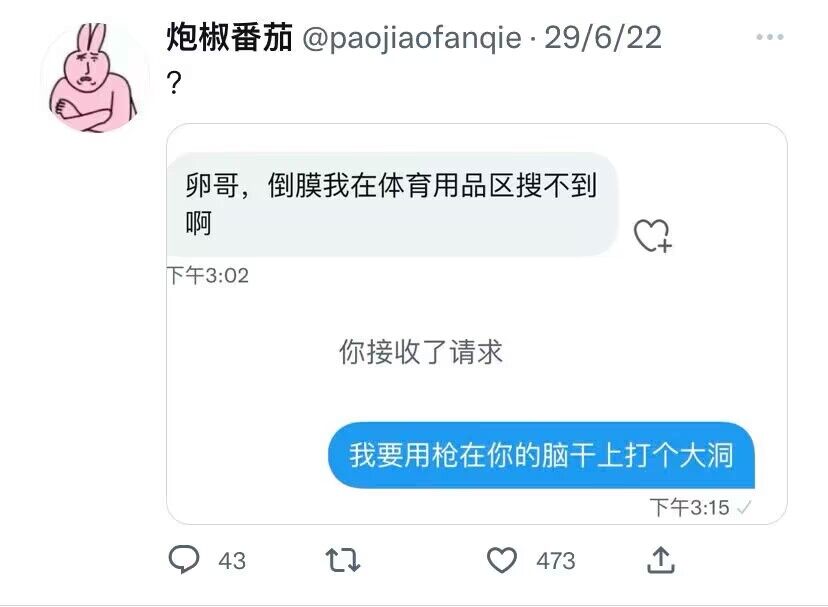 炮椒番茄 @paojiaofanqie · 29/6/22
?
卵哥，倒膜我在体育用品区搜不到
啊
下午3:02
你接收了请求
我要用枪在你的脑干上打个大洞
下午3:15
43 473